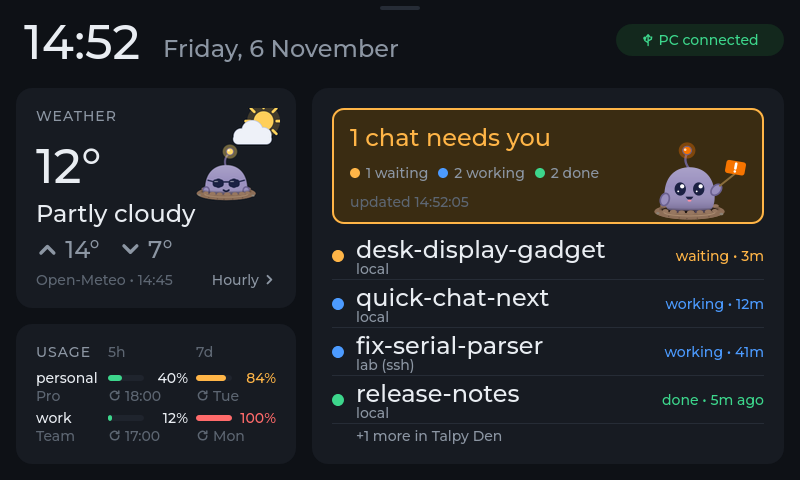 14:52 Friday, 6 November
PC connected
WEATHER
12°
Partly cloudy
14° 7°
Open-Meteo • 14:45 Hourly
USAGE 5h 7d
personal 40% 84%
Pro 18:00 Tue
work 12% 100%
Team 17:00 Mon
1 chat needs you
1 waiting 2 working 2 done
updated 14:52:05
!
desk-display-gadget waiting • 3m
local
quick-chat-next working • 12m
local
fix-serial-parser working • 41m
lab (ssh)
release-notes done • 5m ago
local
+1 more in Talpy Den